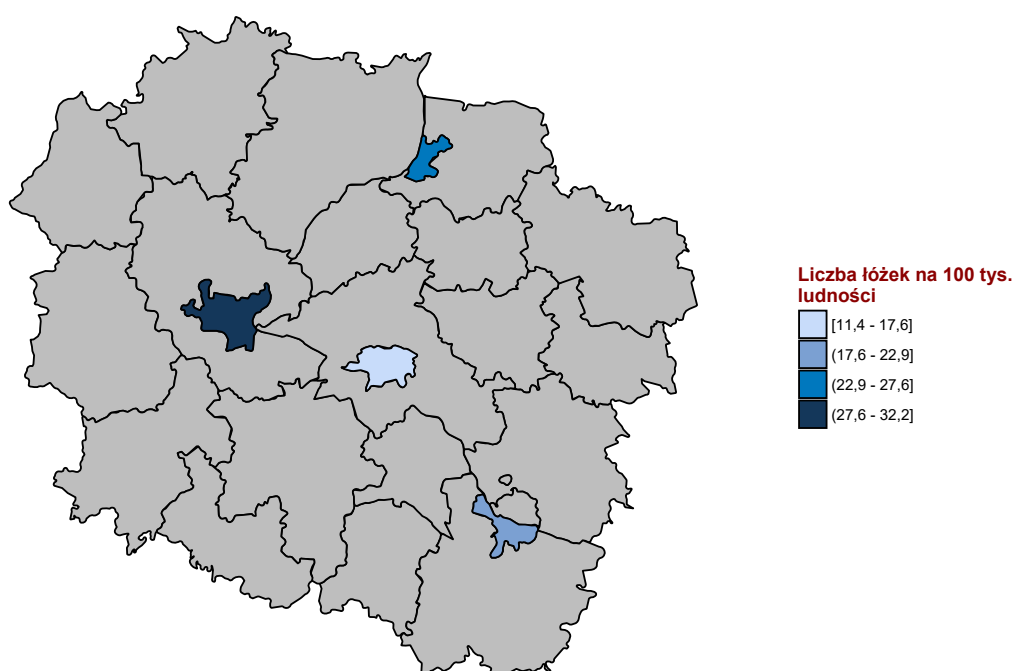 Liczba łóżek na 100 tys.
ludności
[11,4 - 17,6]
(17,6 - 22,9]
(22,9 - 27,6]
(27,6 - 32,2]